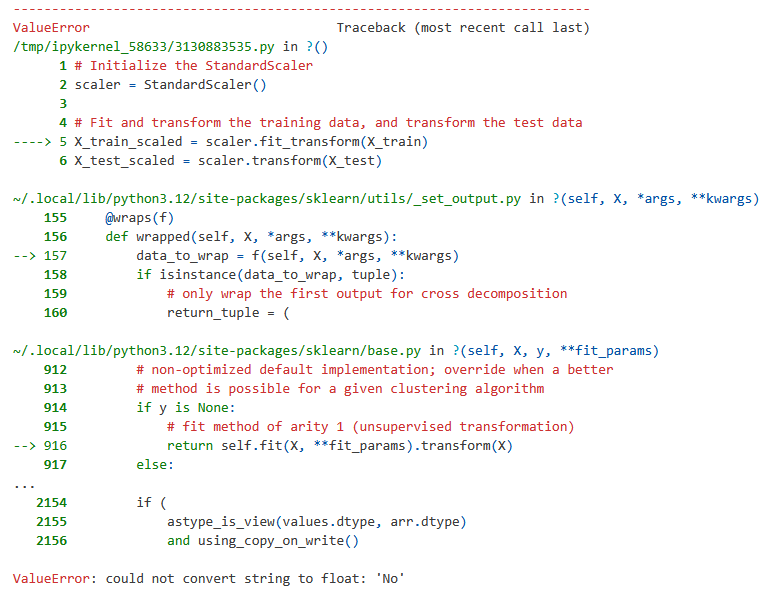 ---------------------------------------------------------------------------
ValueError                                Traceback (most recent call last)
/tmp/ipykernel_58633/3130883535.py in ?()
      1 # Initialize the StandardScaler
      2 scaler = StandardScaler()
      3
      4 # Fit and transform the training data, and transform the test data
----> 5 X_train_scaled = scaler.fit_transform(X_train)
      6 X_test_scaled = scaler.transform(X_test)

~/.local/lib/python3.12/site-packages/sklearn/utils/_set_output.py in ?(self, X, *args, **kwargs)
    155     @wraps(f)
    156     def wrapped(self, X, *args, **kwargs):
--> 157         data_to_wrap = f(self, X, *args, **kwargs)
    158         if isinstance(data_to_wrap, tuple):
    159             # only wrap the first output for cross decomposition
    160             return_tuple = (

~/.local/lib/python3.12/site-packages/sklearn/base.py in ?(self, X, y, **fit_params)
    912         # non-optimized default implementation; override when a better
    913         # method is possible for a given clustering algorithm
    914         if y is None:
    915             # fit method of arity 1 (unsupervised transformation)
--> 916             return self.fit(X, **fit_params).transform(X)
    917         else:
...
   2154         if (
   2155             astype_is_view(values.dtype, arr.dtype)
   2156             and using_copy_on_write()

ValueError: could not convert string to float: 'No'